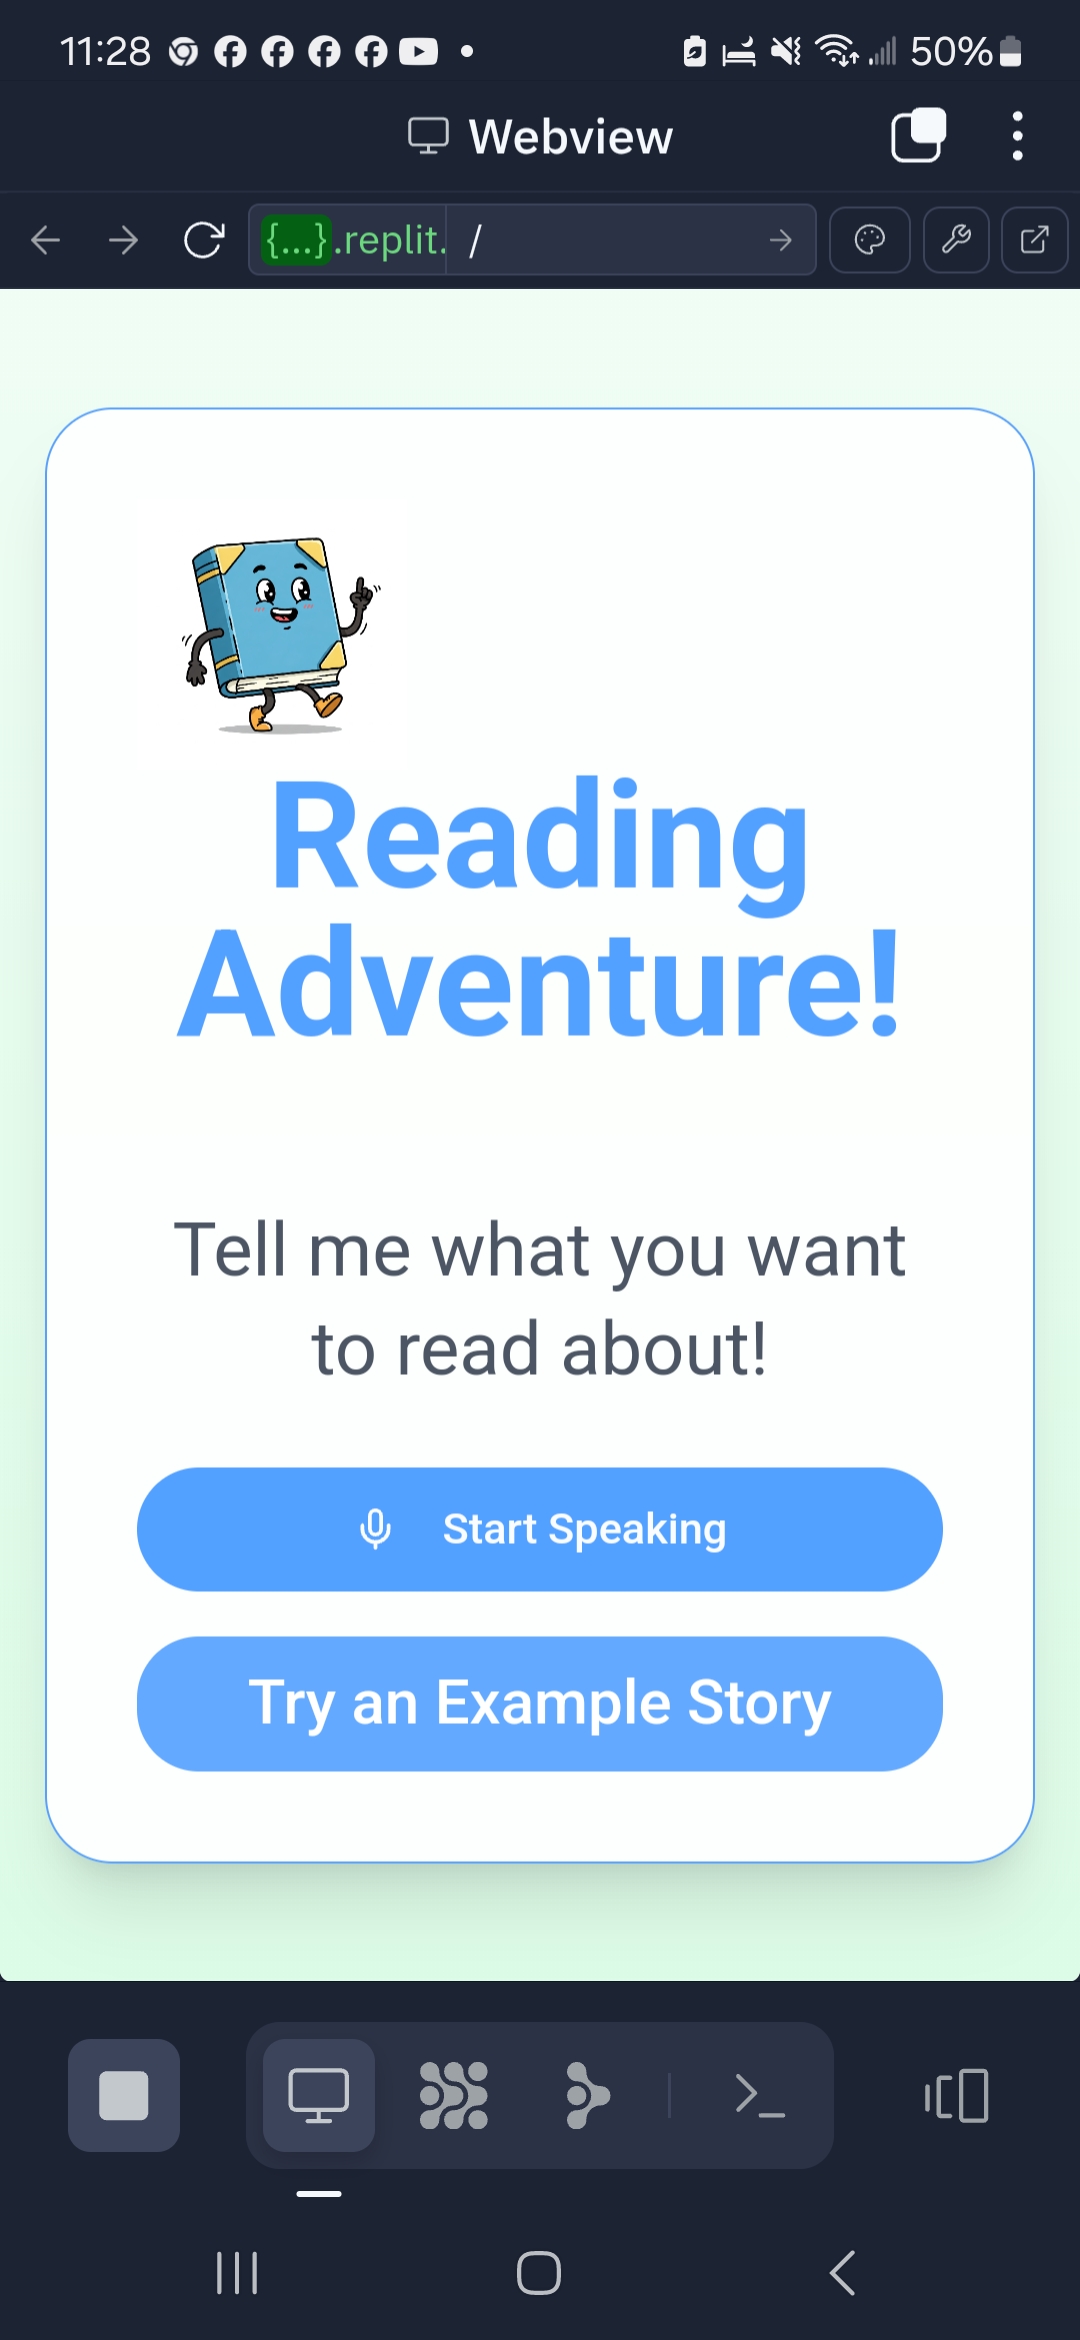 11:28
50%
Webview
{...}.replit. /
Reading
Adventure!
Tell me what you want
to read about!
Start Speaking
Try an Example Story